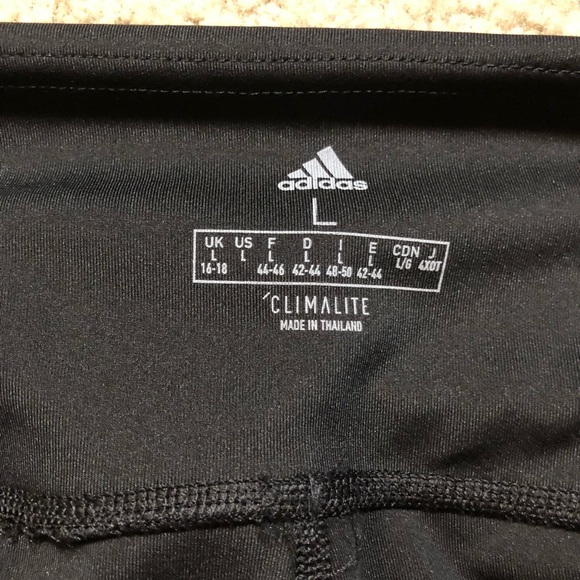 adidas
L
UK US F D I E CDN J
L L L L L L L/G 4XOT
16-18 44-46 42-44 48-50 42-44
CLIMALITE
MADE IN THAILAND